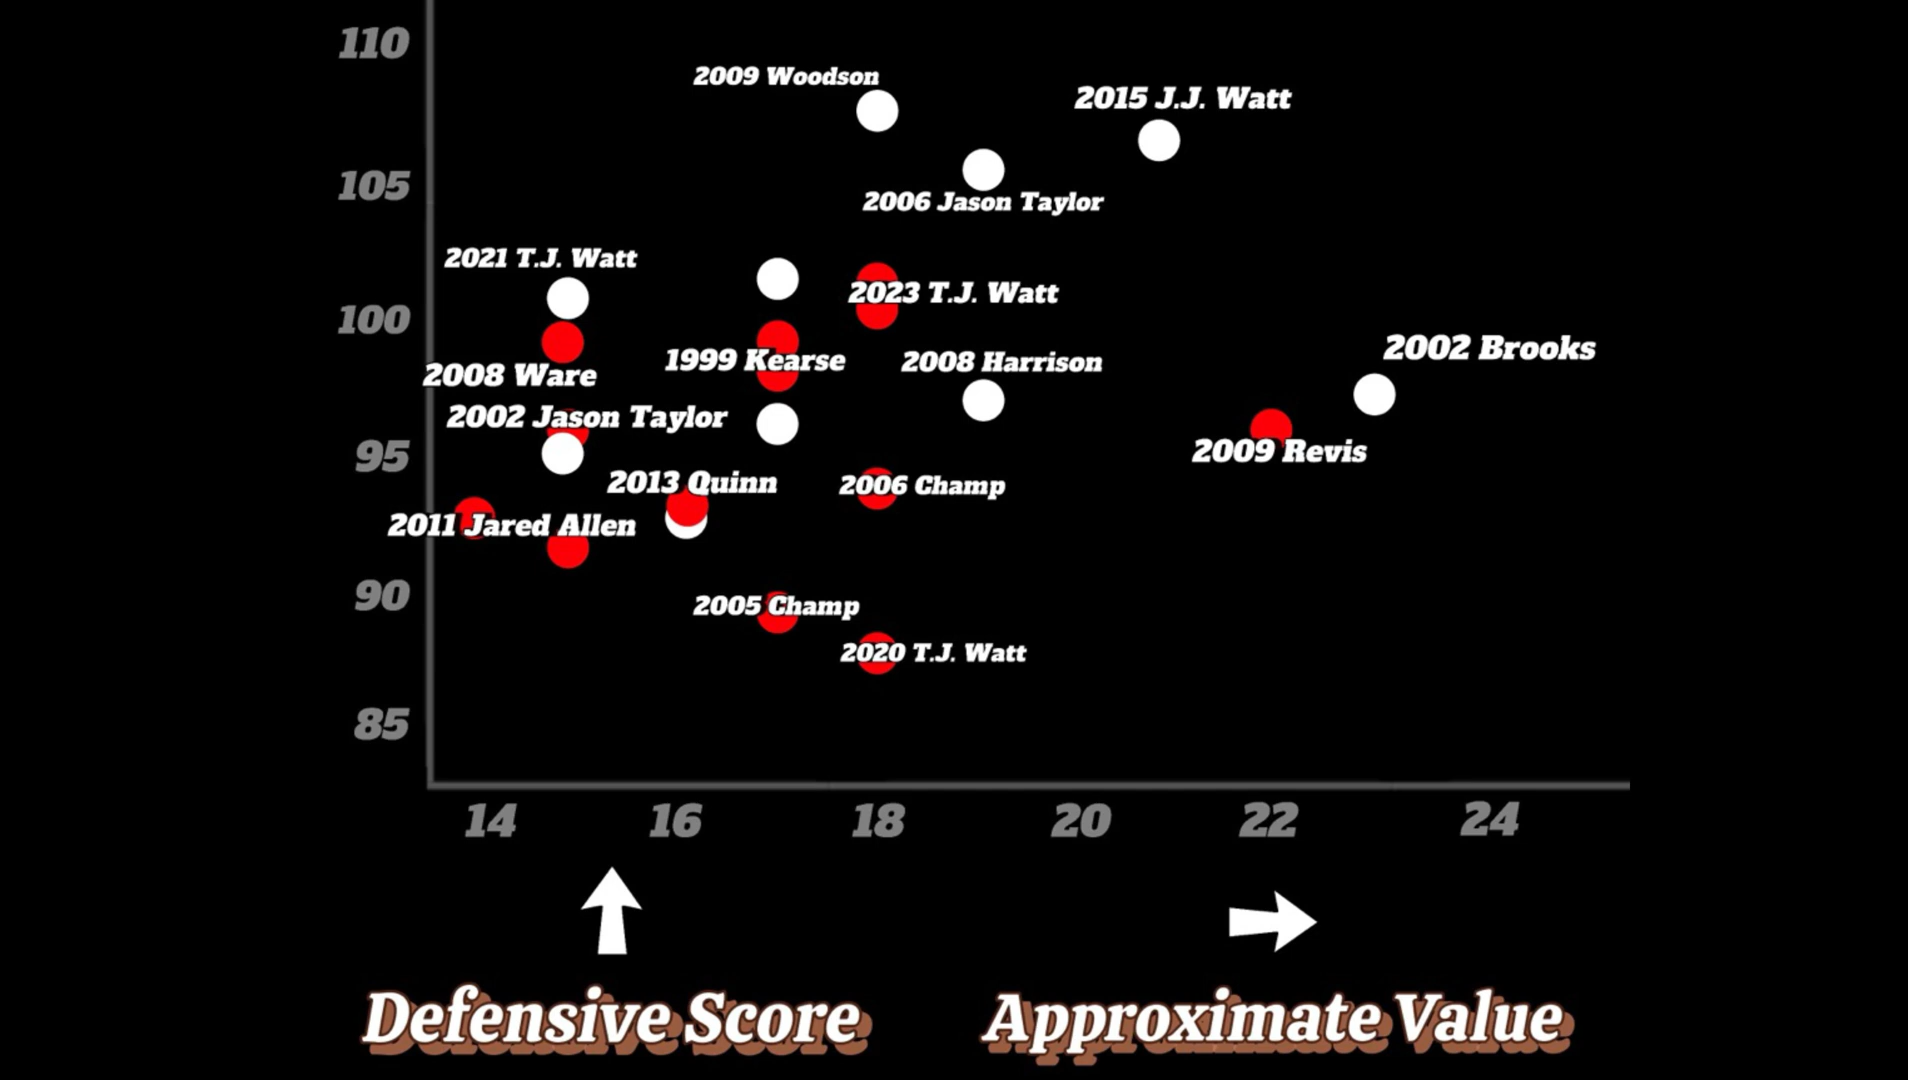 110
2009 Woodson
2015 J.J. Watt
105
2006 Jason Taylor
2021 T.J. Watt
2023 T.J. Watt
100
1999 Kearse
2008 Harrison
2002 Brooks
2008 Ware
2002 Jason Taylor
95
2009 Revis
2013 Quinn
2006 Champ
2011 Jared Allen
90
2005 Champ
2020 T.J. Watt
85
14 16 18 20 22 24
Defensive Score
Approximate Value